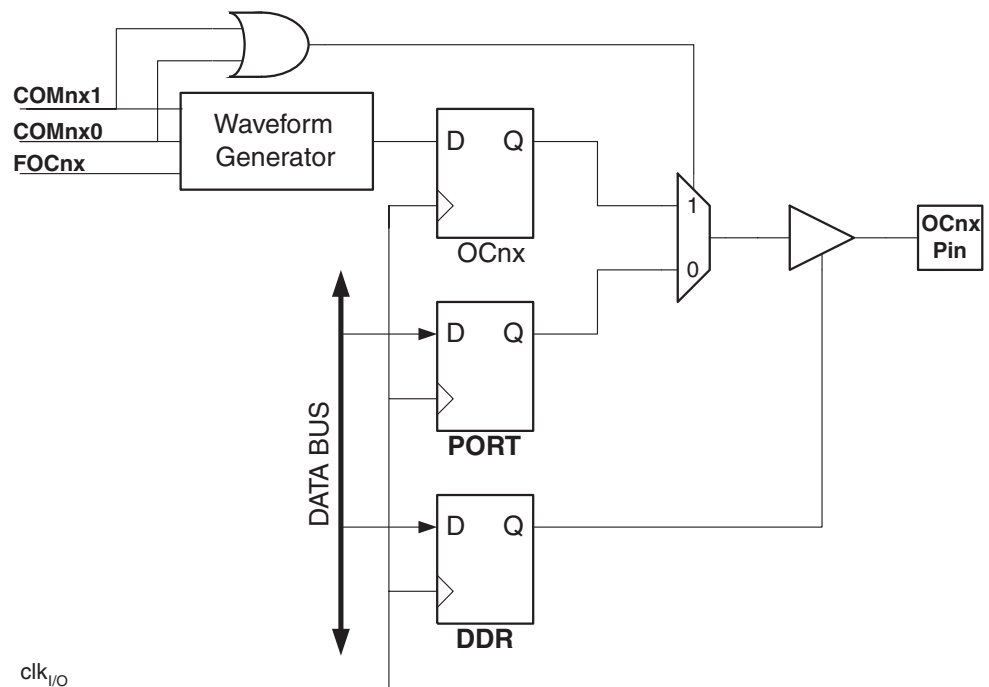 COMnx1
COMnx0
FOCnx
Waveform
Generator
D Q
OCnx
1
0
OCnx
Pin
D Q
PORT
DATA BUS
D Q
DDR
clkI/O